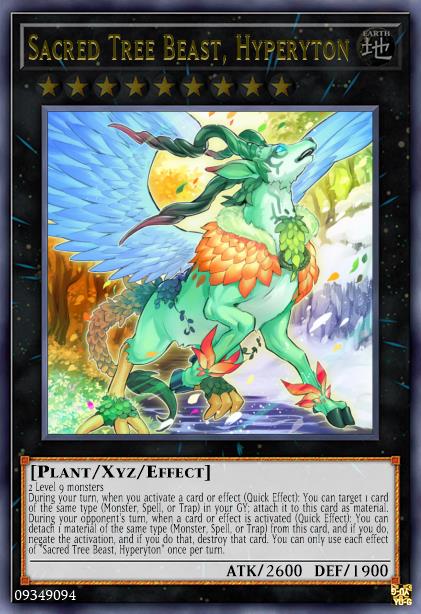 SACRED TREE BEAST, HYPERYTON
EARTH
地
[PLANT/XYZ/EFFECT]
2 Level 9 monsters
During your turn, when you activate a card or effect (Quick Effect): You can target 1 card
of the same type (Monster, Spell, or Trap) in your GY; attach it to this card as material.
During your opponent's turn, when a card or effect is activated (Quick Effect): You can
detach 1 material of the same type (Monster, Spell, or Trap) from this card, and if you do,
negate the activation, and if you do that, destroy that card. You can only use each effect
of "Sacred Tree Beast, Hyperyton" once per turn.
ATK/2600 DEF/1900
09349094